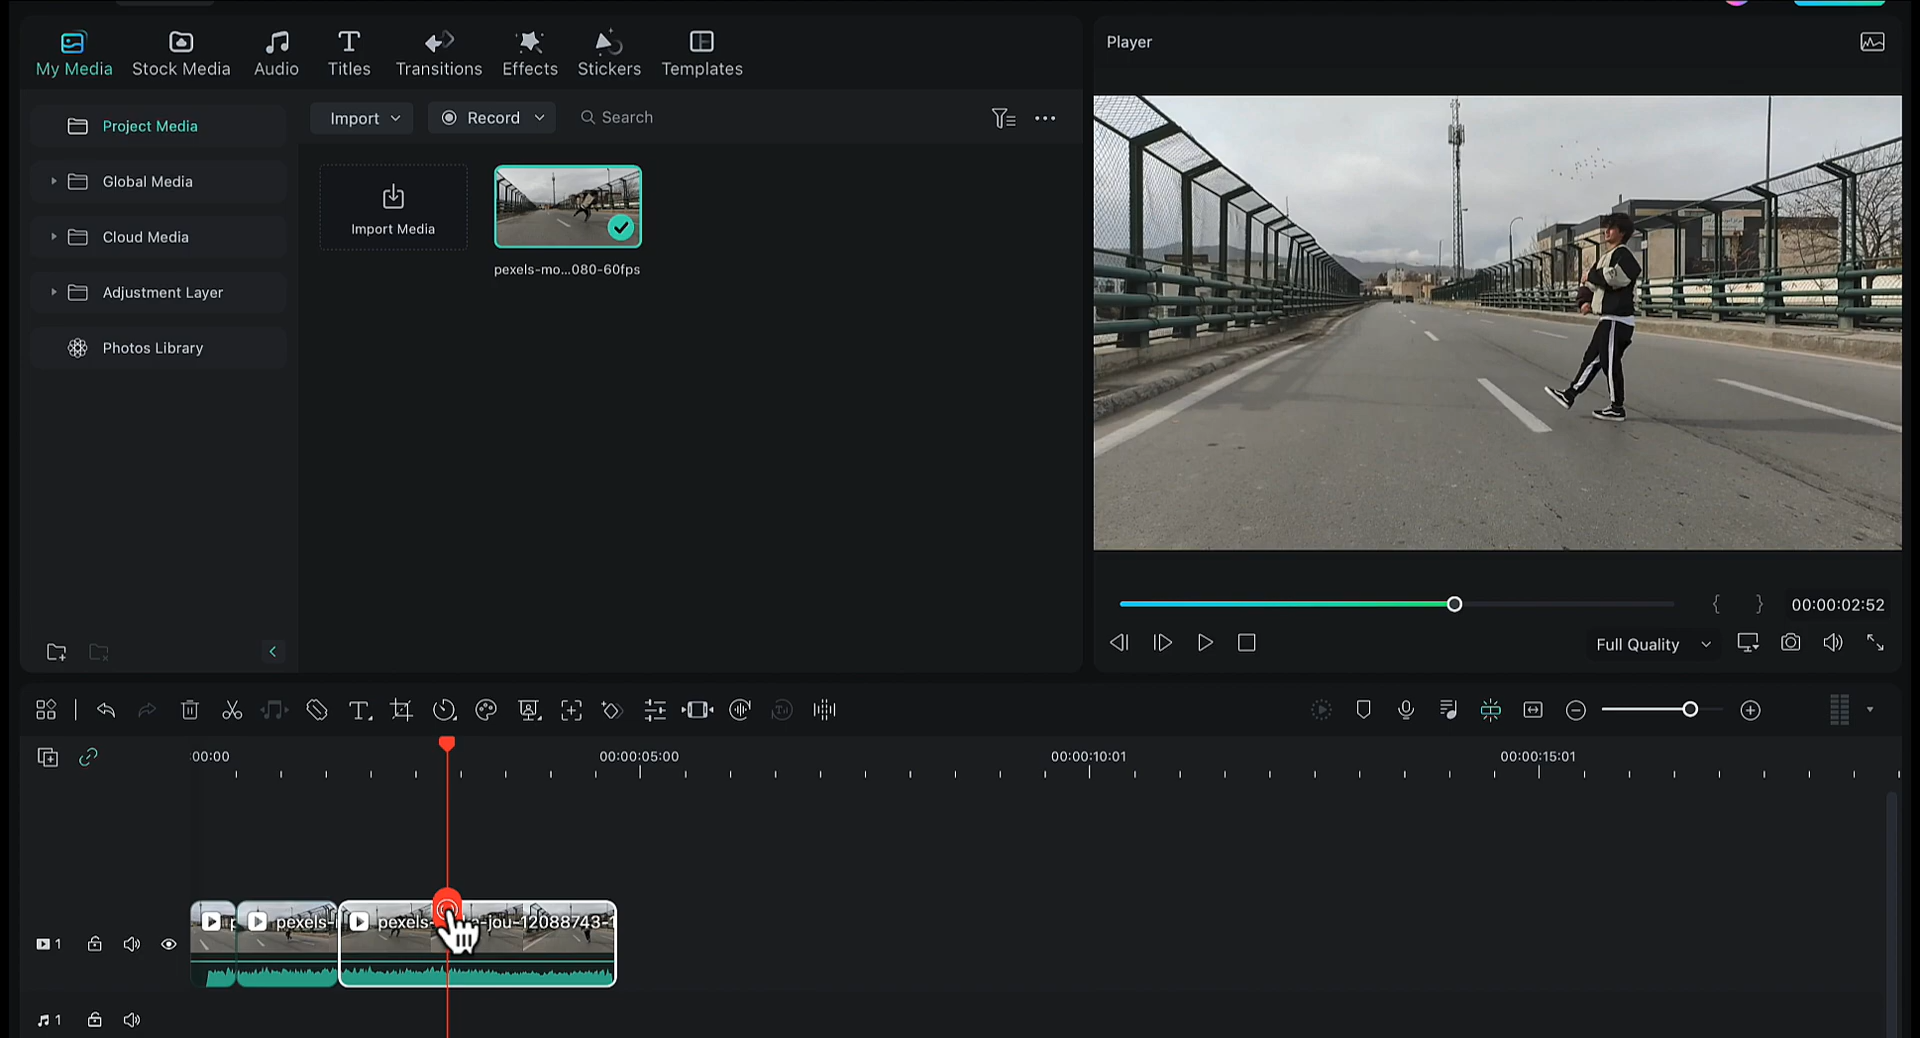 My Media
Stock Media
Audio
Titles
Transitions
Effects
Stickers
Templates
Player
Project Media
Global Media
Cloud Media
Adjustment Layer
Photos Library
Import
Record
Search
Import Media
pexels-mo...080-60fps
00:00:02:52
Full Quality
:00:00
00:00:05:00
00:00:10:01
00:00:15:01
pexels-
pexels- -jou-12088743-1
1
1